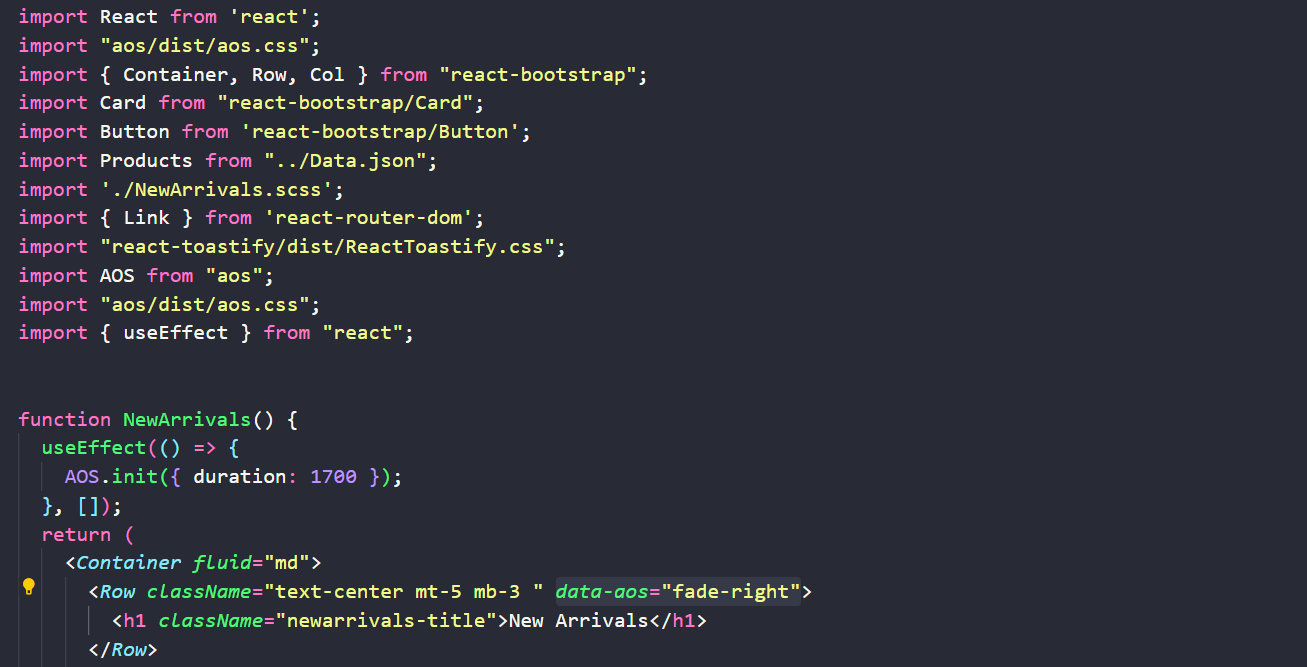 import React from 'react';
import "aos/dist/aos.css";
import { Container, Row, Col } from "react-bootstrap";
import Card from "react-bootstrap/Card";
import Button from 'react-bootstrap/Button';
import Products from "../Data.json";
import './NewArrivals.scss';
import { Link } from 'react-router-dom';
import "react-toastify/dist/ReactToastify.css";
import AOS from "aos";
import "aos/dist/aos.css";
import { useEffect } from "react";
function NewArrivals() {
  useEffect(() => {
    AOS.init({ duration: 1700 });
  }, []);
  return (
    <Container fluid="md">
      <Row className="text-center mt-5 mb-3 " data-aos="fade-right">
        <h1 className="newarrivals-title">New Arrivals</h1>
      </Row>